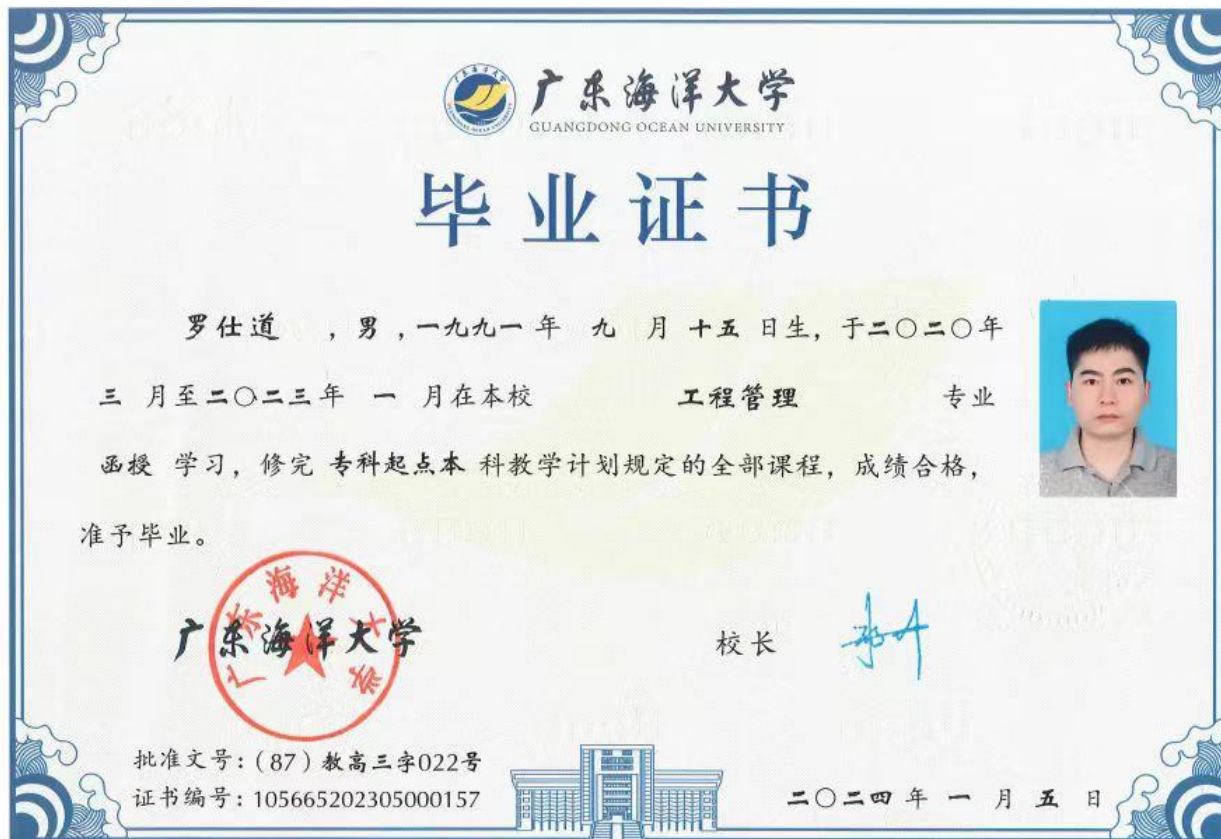 广东海洋大学
GUANGDONG OCEAN UNIVERSITY
毕业证书
罗仕道 ,男,一九九一 年 九 月 十五 日生，于二〇二〇年
三 月至二〇二三年 一 月在本校 工程管理 专业
函授 学习，修完 专科起点本 科教学计划规定的全部课程，成绩合格，
准予毕业。
广东海洋大学
广东海洋大学
校长
批准文号：(87) 教高三字022号
证书编号：105665202305000157
二〇二四 年 一 月 五 日